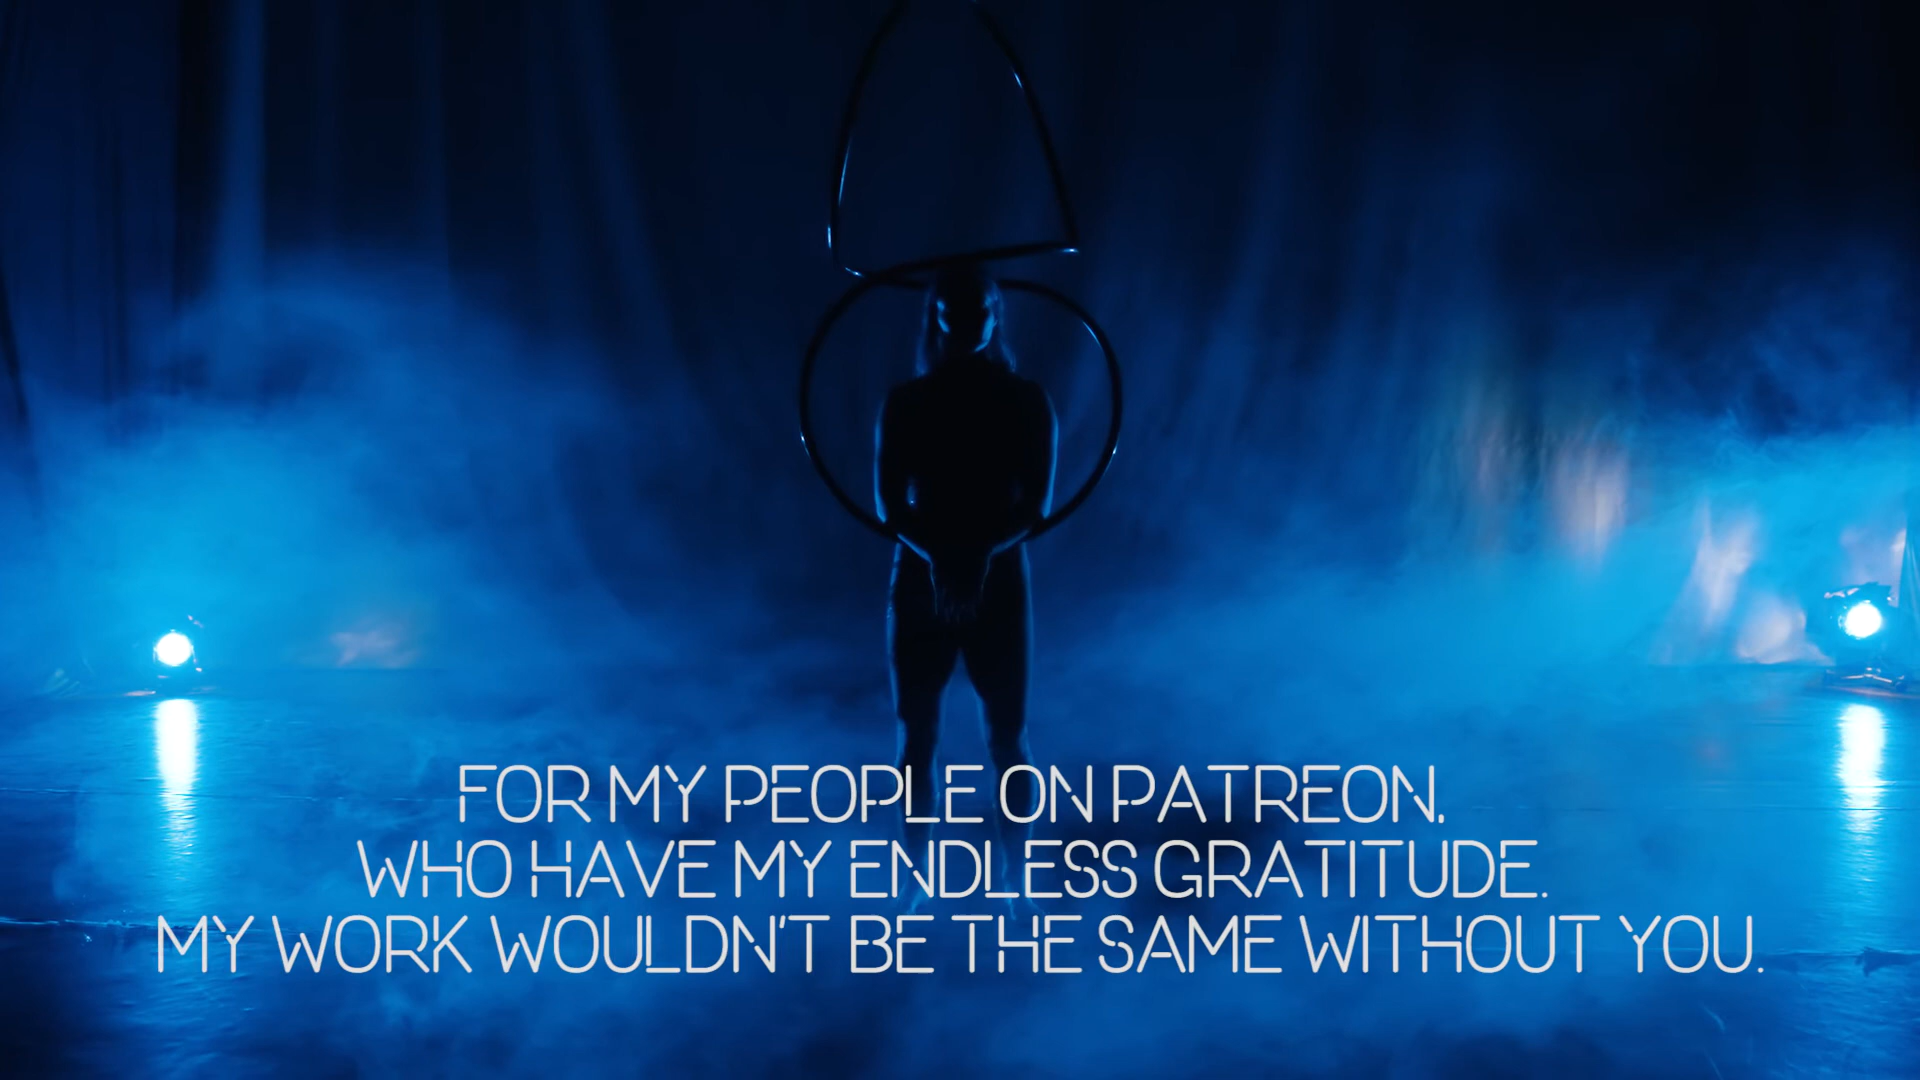 FOR MY PEOPLE ON PATREON,
WHO HAVE MY ENDLESS GRATITUDE.
MY WORK WOULDN'T BE THE SAME WITHOUT YOU.